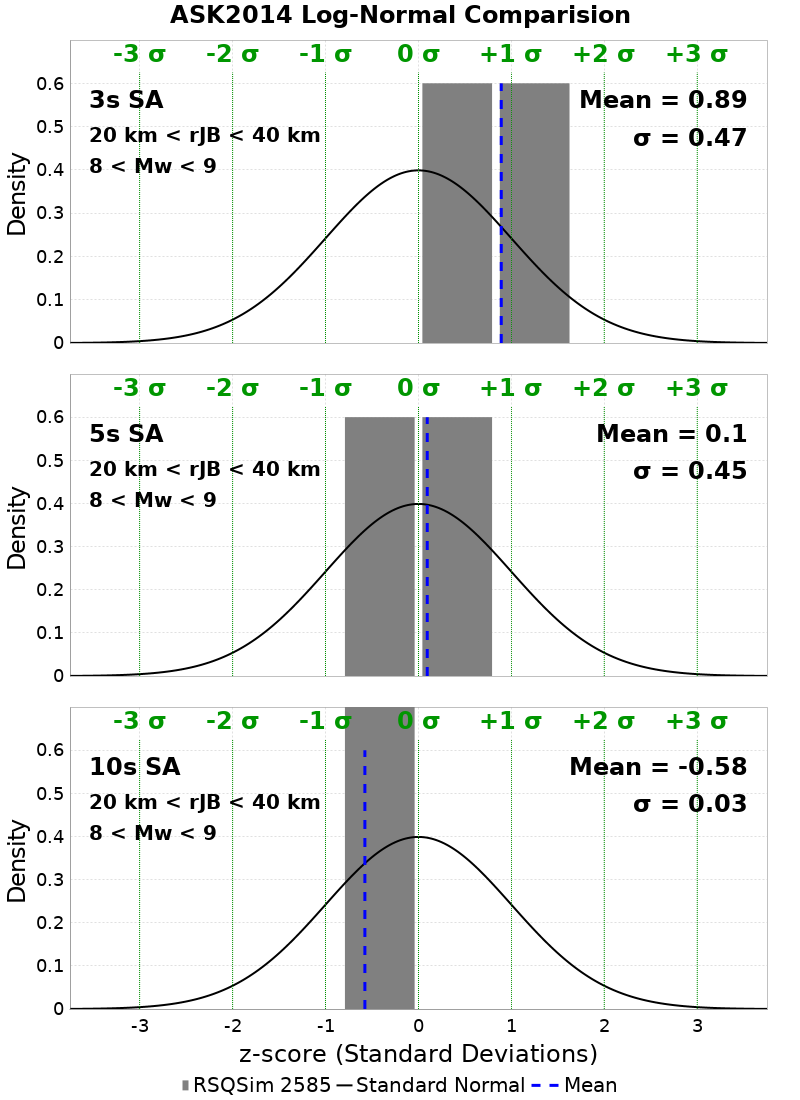 ASK2014 Log-Normal Comparision
-3 σ -2 σ -1 σ 0 σ +1 σ +2 σ +3 σ
3s SA
20 km < rJB < 40 km
8 < Mw < 9
Mean = 0.89
σ = 0.47
0.6
0.5
0.4
0.3
0.2
0.1
0
Density
-3 σ -2 σ -1 σ 0 σ +1 σ +2 σ +3 σ
5s SA
20 km < rJB < 40 km
8 < Mw < 9
Mean = 0.1
σ = 0.45
0.6
0.5
0.4
0.3
0.2
0.1
0
Density
-3 σ -2 σ -1 σ 0 σ +1 σ +2 σ +3 σ
10s SA
20 km < rJB < 40 km
8 < Mw < 9
Mean = -0.58
σ = 0.03
0.6
0.5
0.4
0.3
0.2
0.1
0
Density
-3 -2 -1 0 1 2 3
z-score (Standard Deviations)
RSQSim 2585 Standard Normal Mean